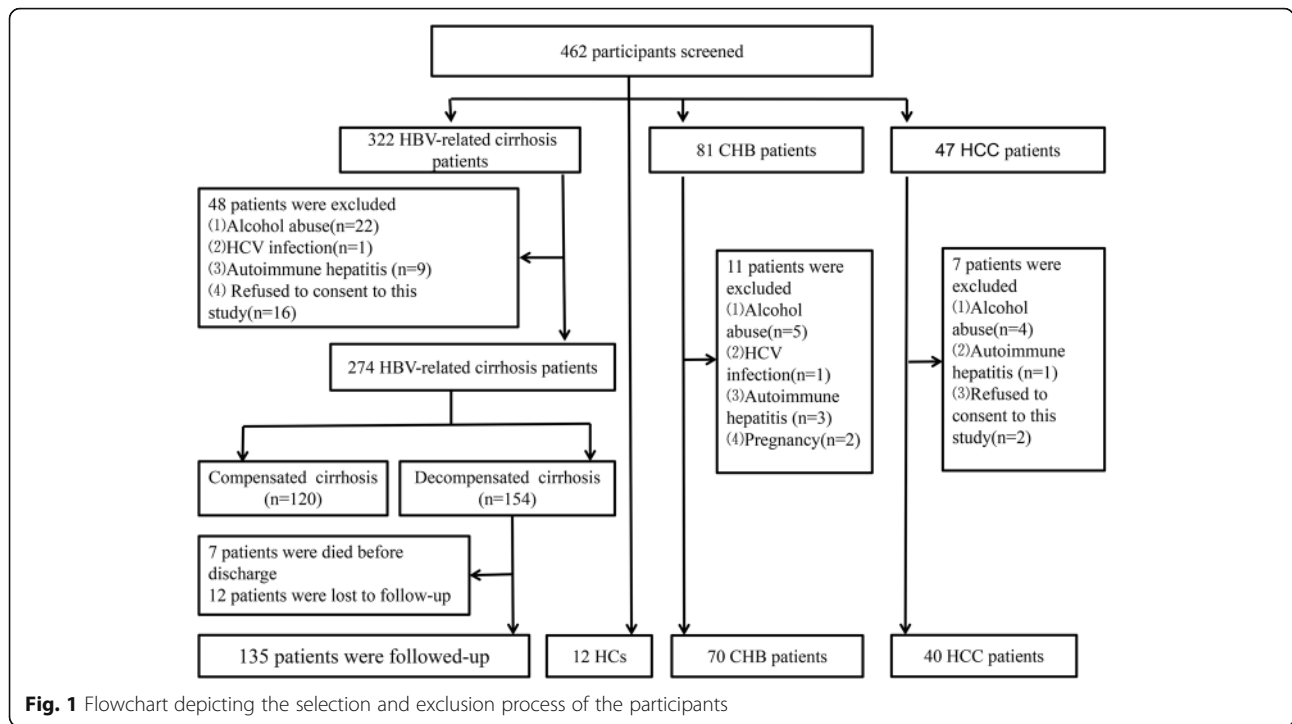 462 participants screened
322 HBV-related cirrhosis
patients
81 CHB patients
47 HCC patients
48 patients were excluded
⑴Alcohol abuse(n=22)
⑵HCV infection(n=1)
⑶Autoimmune hepatitis (n=9)
⑷ Refused to consent to this
study(n=16)
11 patients were
excluded
⑴Alcohol
abuse(n=5)
⑵HCV
infection(n=1)
⑶Autoimmune
hepatitis (n=3)
⑷Pregnancy(n=2)
7 patients were
excluded
⑴Alcohol
abuse(n=4)
⑵Autoimmune
hepatitis (n=1)
⑶Refused to
consent to this
study(n=2)
274 HBV-related cirrhosis patients
Compensated cirrhosis
(n=120)
Decompensated cirrhosis
(n=154)
7 patients were died before
discharge
12 patients were lost to follow-up
135 patients were followed-up
12 HCs
70 CHB patients
40 HCC patients
Fig. 1 Flowchart depicting the selection and exclusion process of the participants